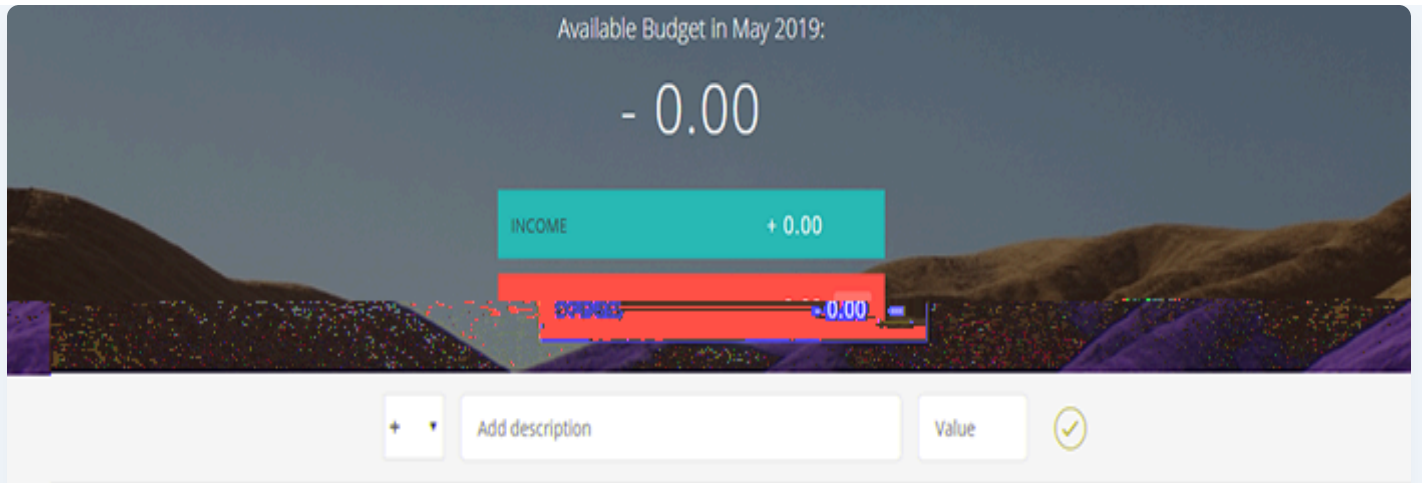 Available Budget in May 2019:
- 0.00
INCOME + 0.00
EXPENSES - 0.00
+ Add description Value